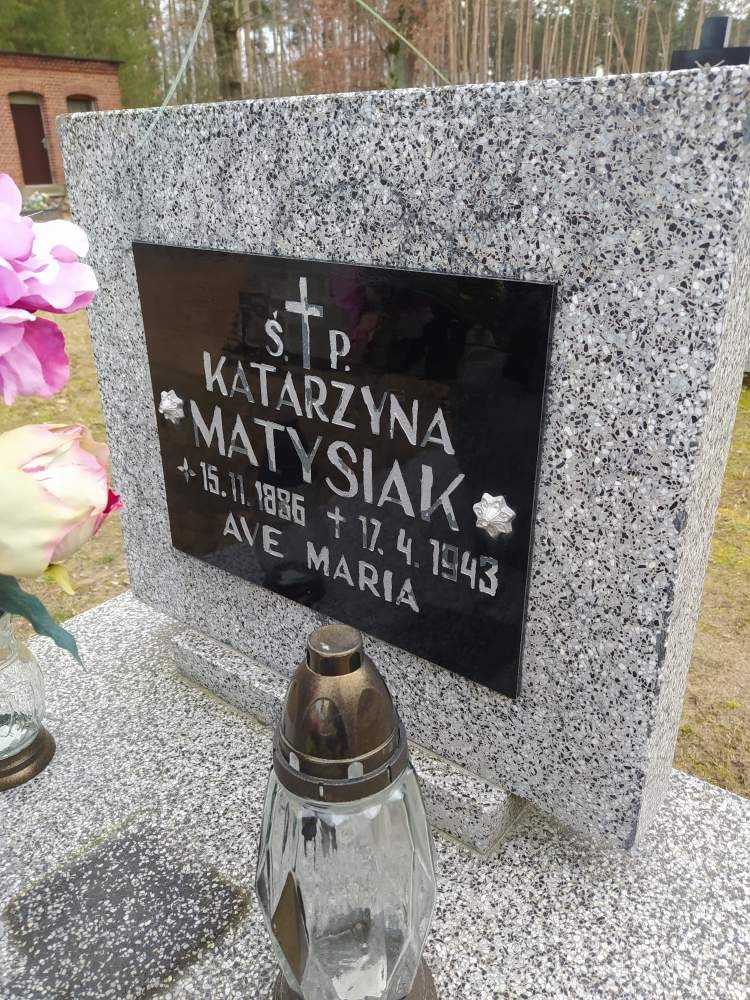 Ś. P.
KATARZYNA
MATYSIAK
15.11.1886 + 17.4.1943
AVE MARIA